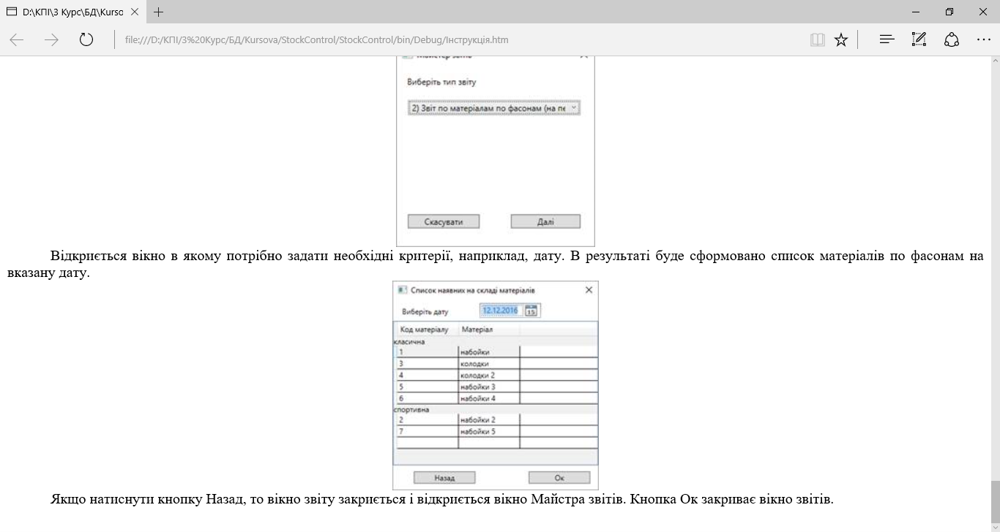 D:\КПІ\3 Курс\БД\Kurso
file:///D:/КПІ/3%20Курс/БД/Kursova/StockControl/StockControl/bin/Debug/Інструкція.htm
Виберіть тип звіту
2) Звіт по матеріалам по фасонам (на пе
Скасувати Далі
Відкриється вікно в якому потрібно задати необхідні критерії, наприклад, дату. В результаті буде сформовано список матеріалів по фасонам на
вказану дату.
Список наявних на складі матеріалів
Виберіть дату 12.12.2016 15
Код матеріалу Матеріал
класична
1 набойки
3 колодки
4 колодки 2
5 набойки 3
6 набойки 4
спортивна
2 набойки 2
7 набойки 5
Назад Ок
Якщо натиснути кнопку Назад, то вікно звіту закриється і відкриється вікно Майстра звітів. Кнопка Ок закриває вікно звітів.